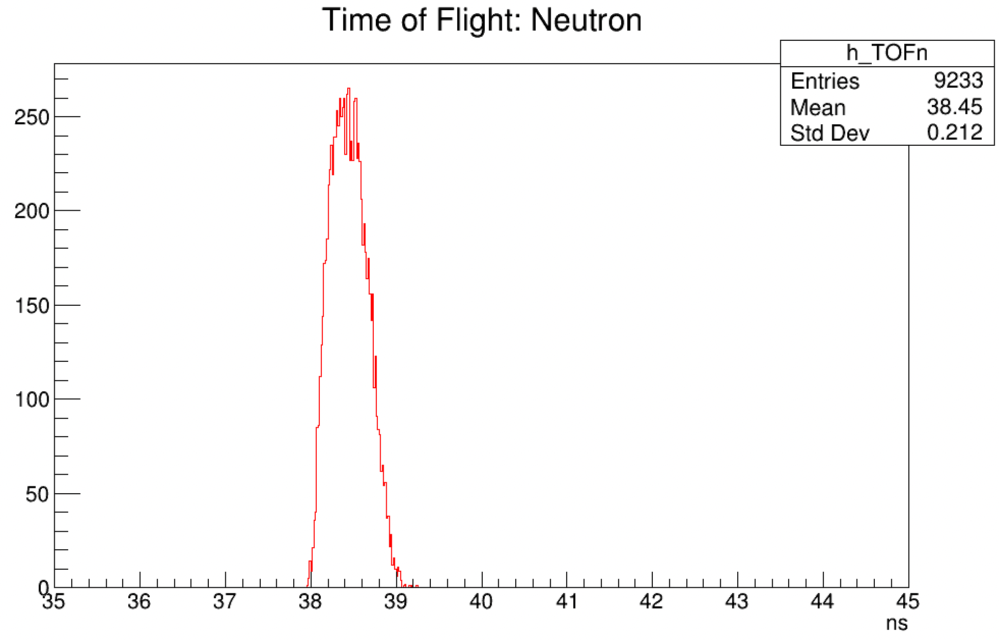 Time of Flight: Neutron
h_TOFn
Entries 9233
Mean 38.45
Std Dev 0.212
250
200
150
100
50
0
35 36 37 38 39 40 41 42 43 44 45
ns